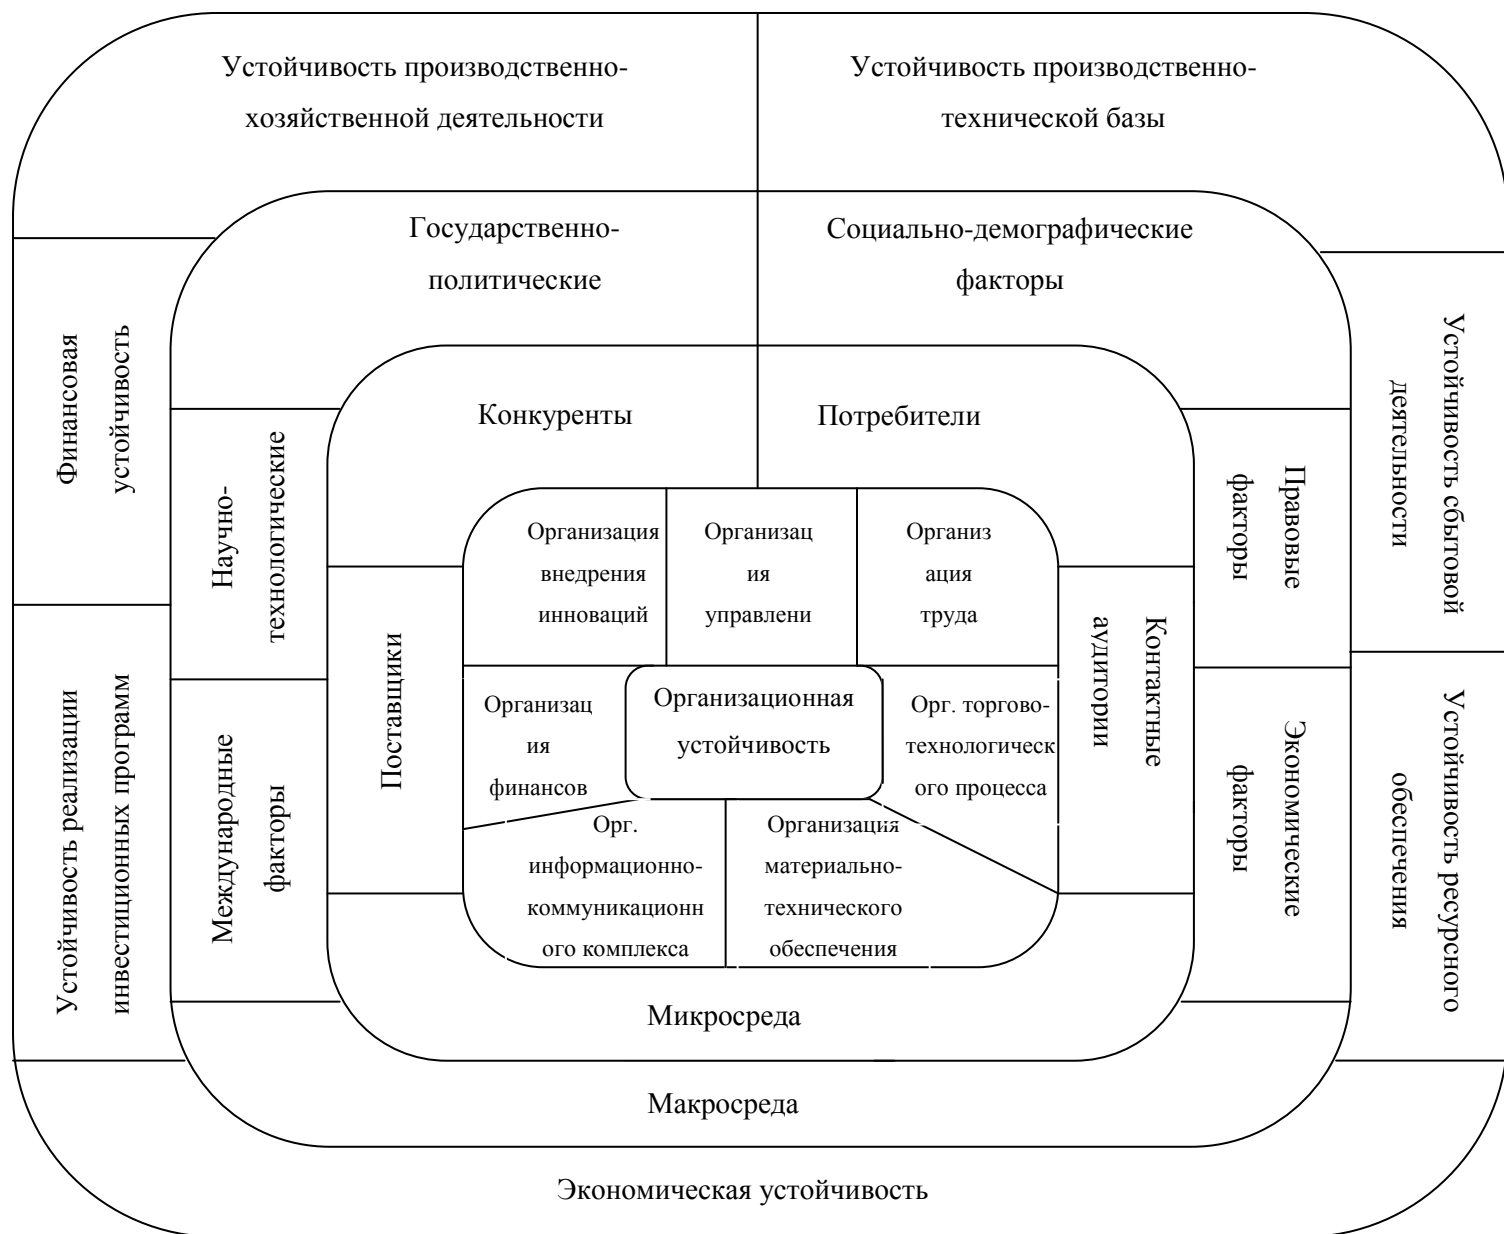 Устойчивость производственно-
хозяйственной деятельности
Устойчивость производственно-
технической базы
Государственно-
политические
Социально-демографические
факторы
Финансовая
устойчивость
Устойчивость сбытовой
деятельности
Конкуренты
Потребители
Научно-
технологические
Правовые
факторы
Организация
внедрения
инноваций
Организац
ия
управлени
Организ
ация
труда
Поставщики
Контактные
аудитории
Организац
ия
финансов
Организационная
устойчивость
Орг. торгово-
технологическ
ого процесса
Устойчивость реализации
инвестиционных программ
Международные
факторы
Экономические
факторы
Устойчивость ресурсного
обеспечения
Орг.
информационно-
коммуникационн
ого комплекса
Организация
материально-
технического
обеспечения
Микросреда
Макросреда
Экономическая устойчивость